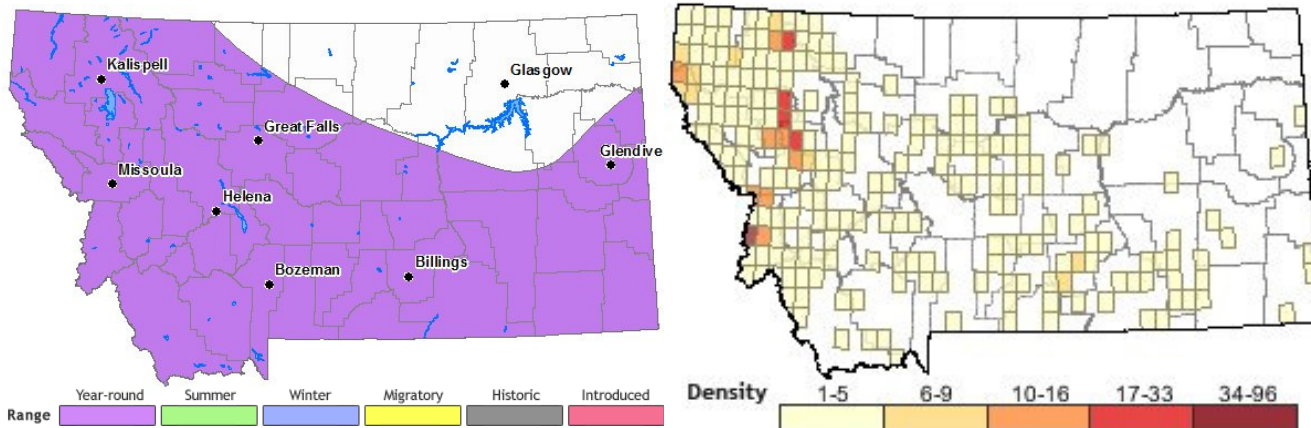 Kalispell
Glasgow
Great Falls
Glendive
Missoula
Helena
Bozeman
Billings
Year-round Summer Winter Migratory Historic Introduced
Range
Density 1-5 6-9 10-16 17-33 34-96